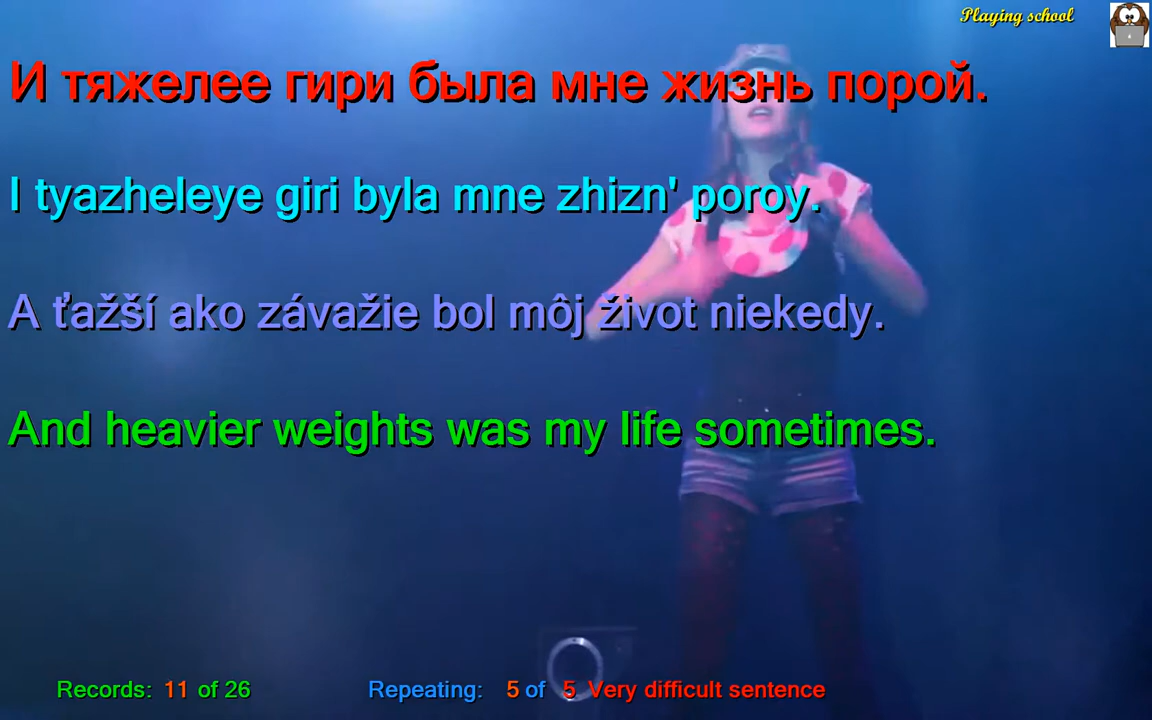 Playing school
И тяжелее гири была мне жизнь порой.
I tyazheleye giri byla mne zhizn' poroy.
A ťažší ako závažie bol môj život niekedy.
And heavier weights was my life sometimes.
Records: 11 of 26 Repeating: 5 of 5 Very difficult sentence